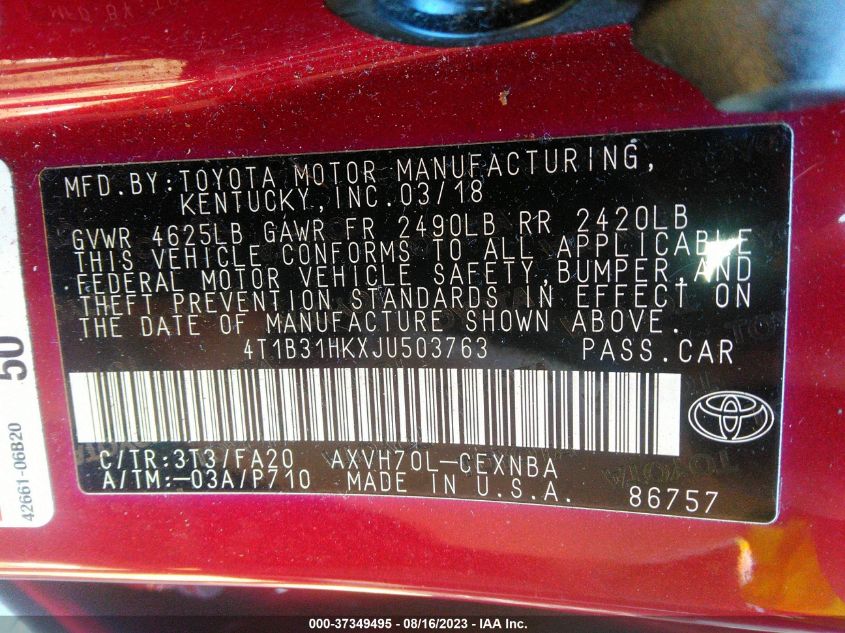 MFD.BY:TOYOTA MOTOR MANUFACTURING,
KENTUCKY,INC.03/18
GVWR 4625LB GAWR FR 2490LB RR 2420LB
THIS VEHICLE CONFORMS TO ALL APPLICABLE
FEDERAL MOTOR VEHICLE SAFETY,BUMPER,AND
THEFT PREVENTION STANDARDS IN EFFECT ON
THE DATE OF MANUFACTURE SHOWN ABOVE.
4T1B31HKXJU503763 PASS.CAR
C/TR:3T3/FA20 AXVH70L-CEXNBA
A/TM:-03A/P710 MADE IN U.S.A. 86757
50
42661-06B20
000-37349495 - 08/16/2023 - IAA Inc.